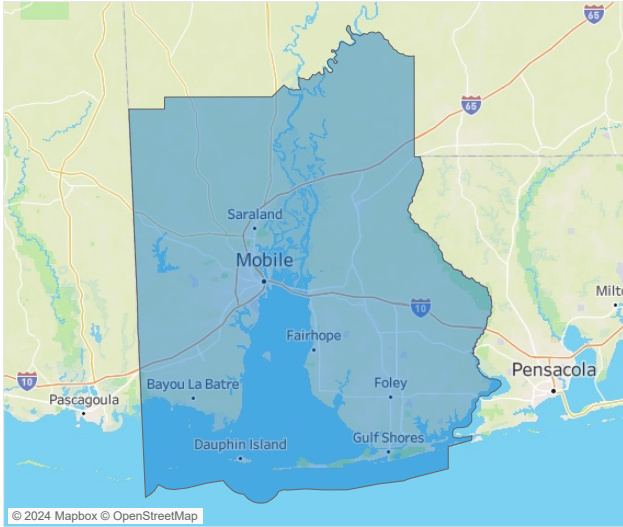 65
65
Saraland
Mobile
10
Milt
Fairhope
Pensacola
10
Bayou La Batre
Foley
Pascagoula
Dauphin Island
Gulf Shores
© 2024 Mapbox © OpenStreetMap